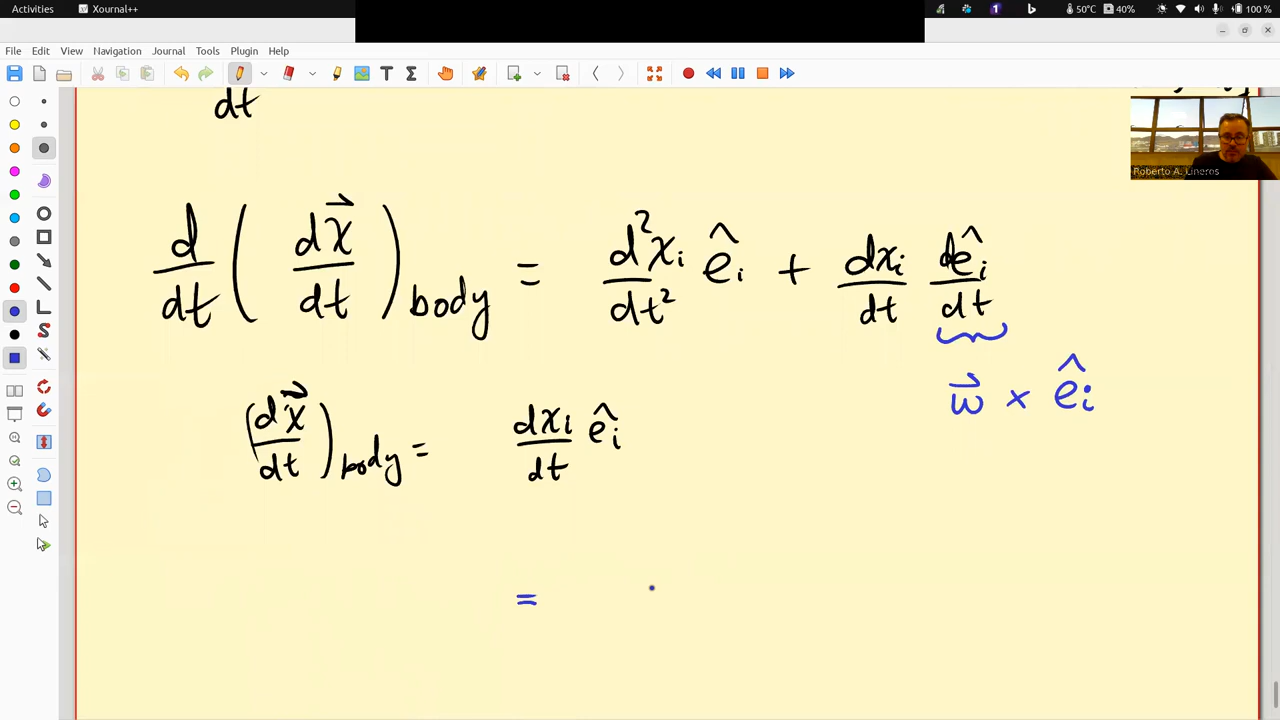 Activities Xournal++ 50°C 40% 100 %
File Edit View Navigation Journal Tools Plugin Help
dt
Roberto A. Lineros
d/dt ( dx⃗/dt )body = d²xᵢ/dt² êᵢ + dxᵢ/dt dêᵢ/dt
w⃗ × êᵢ
(dx⃗/dt)body = dxᵢ/dt êᵢ
=